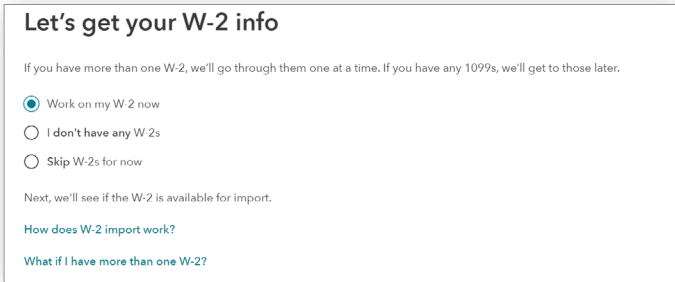 Let's get your W-2 info
If you have more than one W-2, we'll go through them one at a time. If you have any 1099s, we'll get to those later.
Work on my W-2 now
I don't have any W-2s
Skip W-2s for now
Next, we'll see if the W-2 is available for import.
How does W-2 import work?
What if I have more than one W-2?